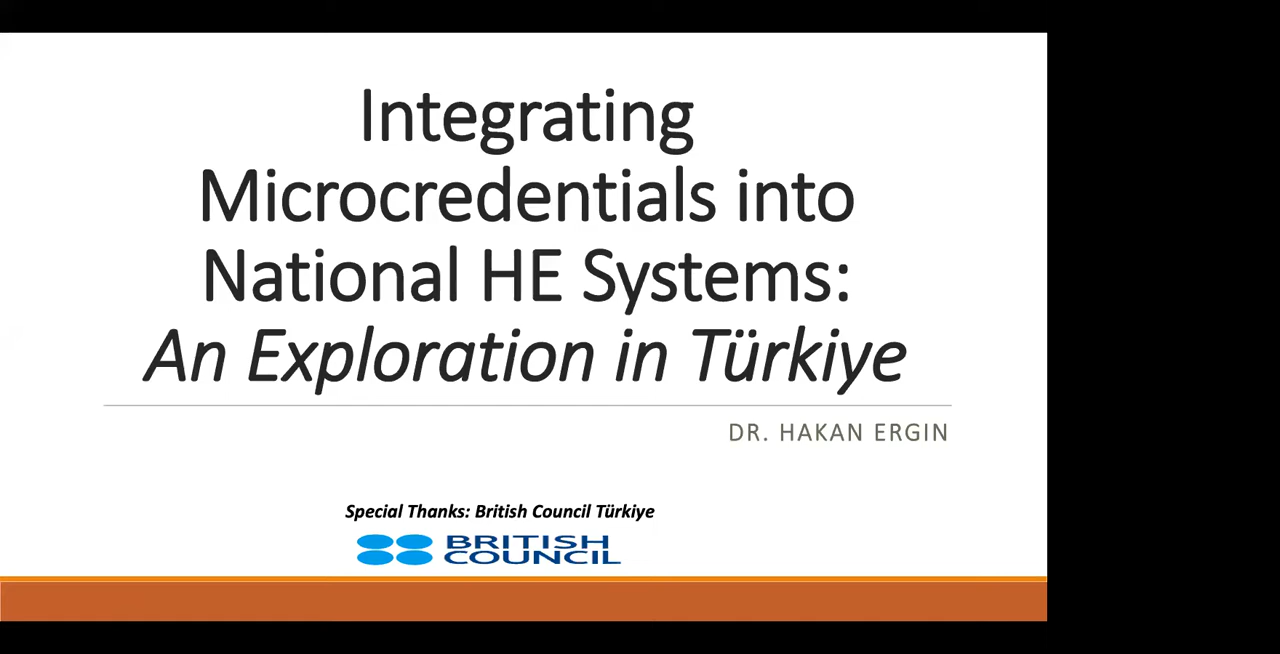 Integrating
Microcredentials into
National HE Systems:
An Exploration in Türkiye
DR. HAKAN ERGIN
Special Thanks: British Council Türkiye
BRITISH
COUNCIL